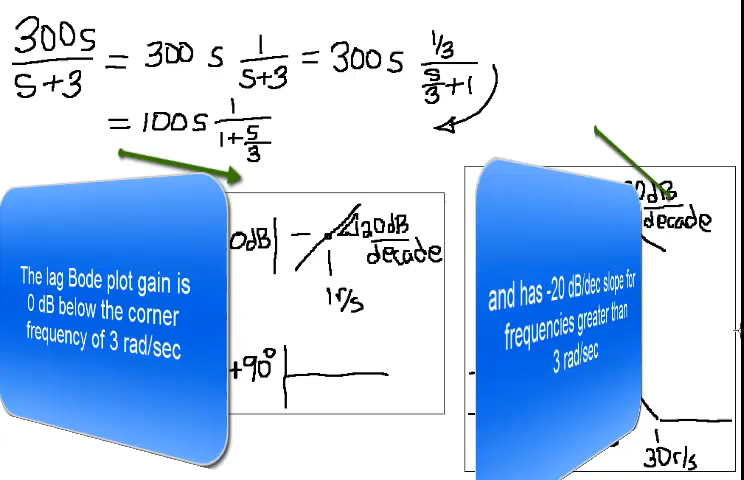 300s/(s+3) = 300 s 1/(s+3) = 300 s (1/3)/(s/3 + 1)
= 100 s 1/(1 + s/3)
The lag Bode plot gain is
0 dB below the corner
frequency of 3 rad/sec
0dB
20dB
decade
1r/s
+90°
and has -20 dB/dec slope for
frequencies greater than
3 rad/sec
0dB
decade
30r/s